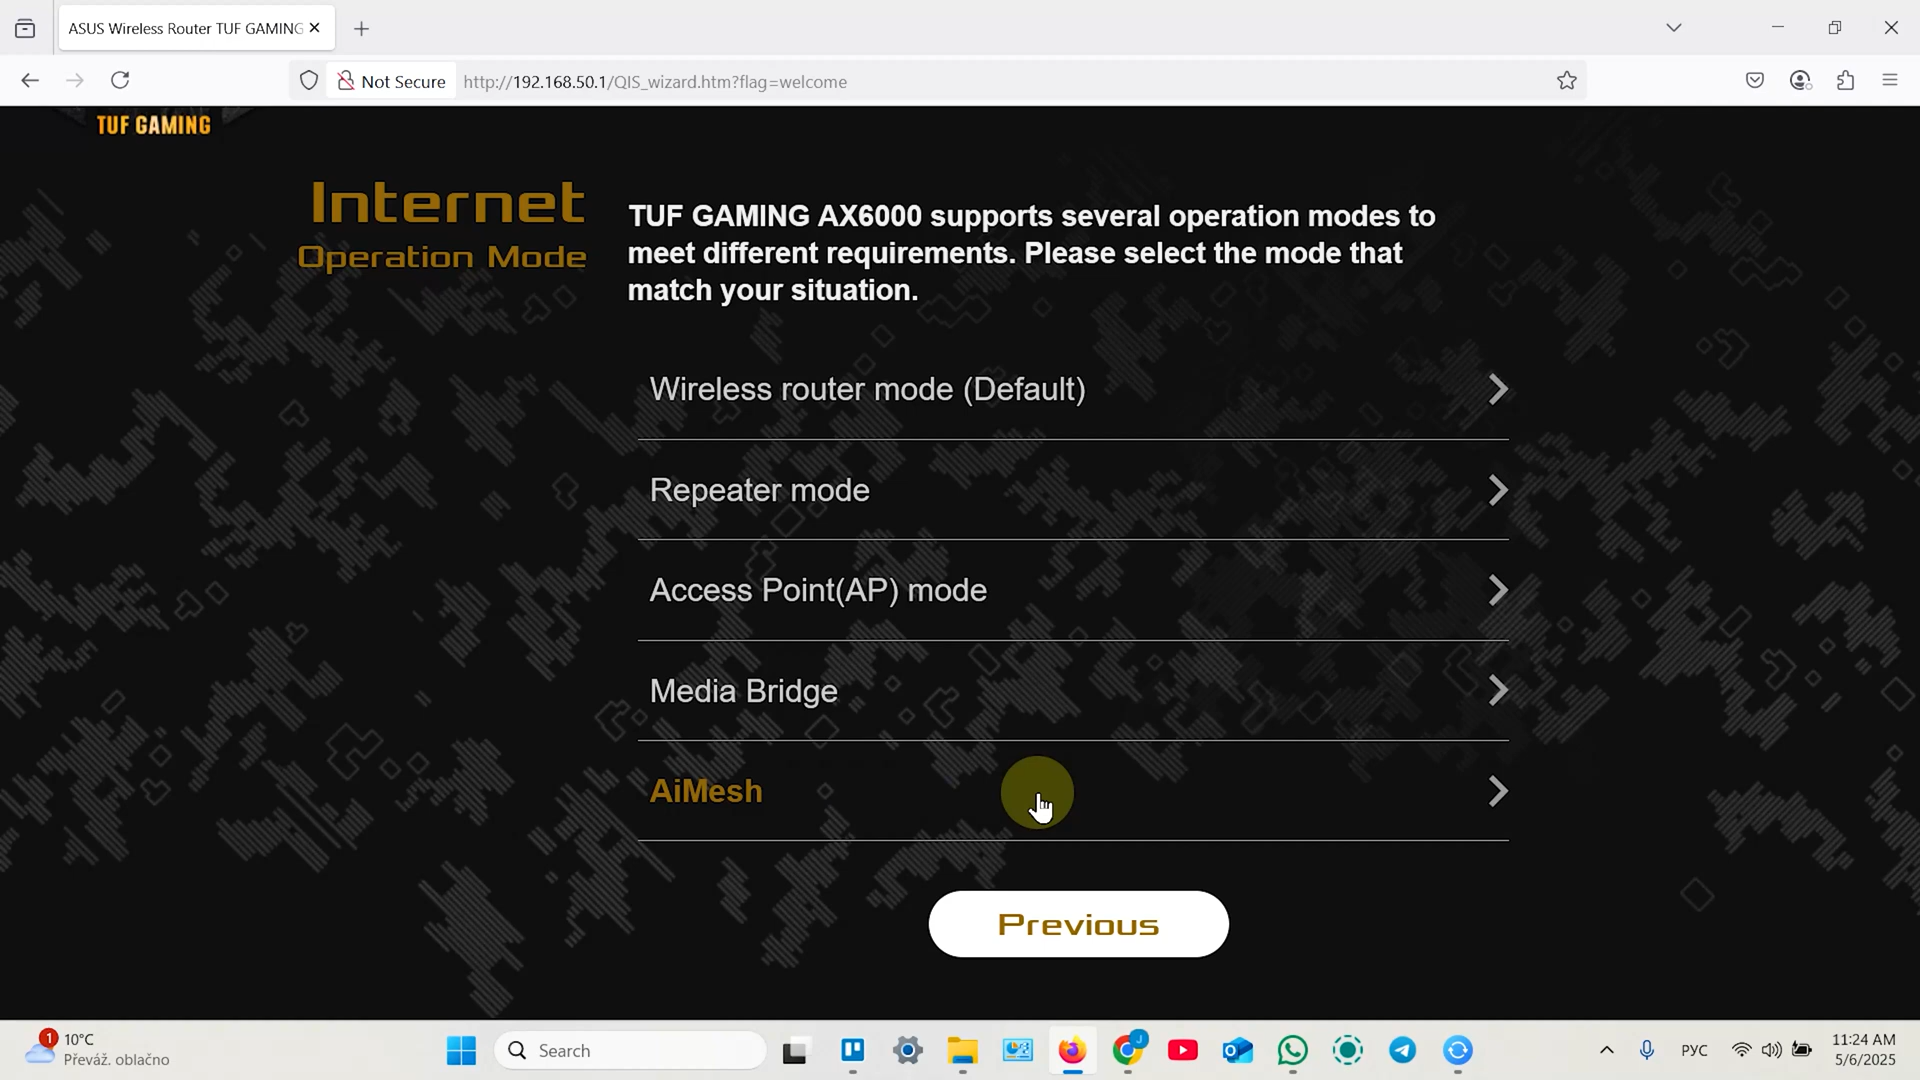 ASUS Wireless Router TUF GAMING
Not Secure
http://192.168.50.1/QIS_wizard.htm?flag=welcome
TUF GAMING
Internet
Operation Mode
TUF GAMING AX6000 supports several operation modes to
meet different requirements. Please select the mode that
match your situation.
Wireless router mode (Default)
Repeater mode
Access Point(AP) mode
Media Bridge
AiMesh
Previous
1
10°C
Převáž. oblačno
Search
J
РУС
11:24 AM
5/6/2025